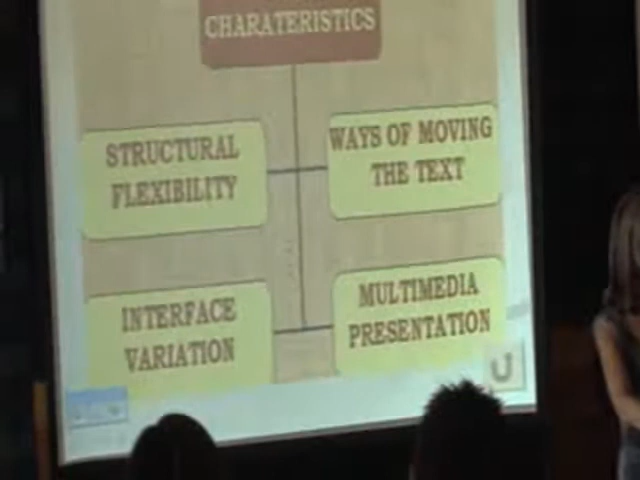 CHARATERISTICS
STRUCTURAL
FLEXIBILITY
WAYS OF MOVING
THE TEXT
INTERFACE
VARIATION
MULTIMEDIA
PRESENTATION